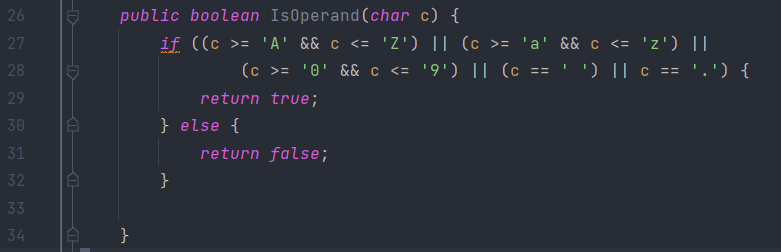 26 public boolean IsOperand(char c) {
27 if ((c >= 'A' && c <= 'Z') || (c >= 'a' && c <= 'z') ||
28 (c >= '0' && c <= '9') || (c == ' ') || c == '.') {
29 return true;
30 } else {
31 return false;
32 }
33
34 }